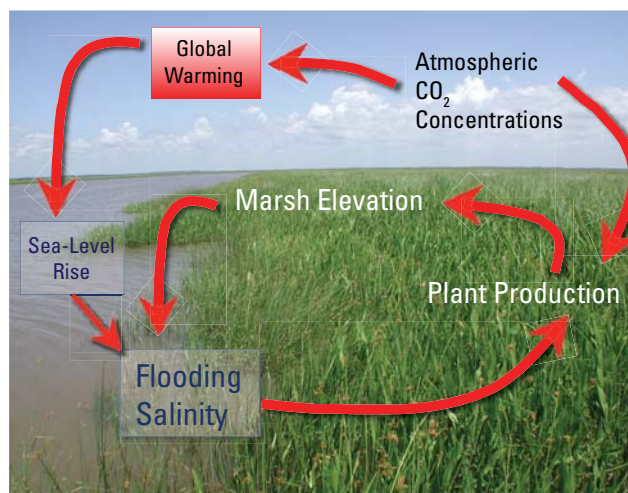 Global
Warming
Atmospheric
CO₂
Concentrations
Marsh Elevation
Sea-Level
Rise
Plant Production
Flooding
Salinity